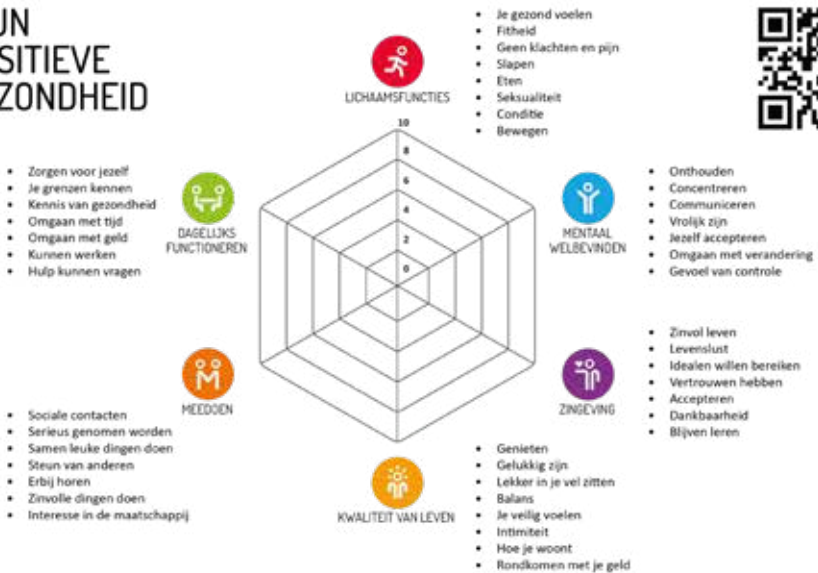 JN
SITIEVE
ZONDHEID
LICHAAMSFUNCTIES
• Je gezond voelen
• Fitheid
• Geen klachten en pijn
• Slapen
• Eten
• Seksualiteit
• Conditie
• Bewegen
10
8
6
4
2
0
• Zorgen voor jezelf
• Je grenzen kennen
• Kennis van gezondheid
• Omgaan met tijd
• Omgaan met geld
• Kunnen werken
• Hulp kunnen vragen
DAGELIJKS
FUNCTIONEREN
MENTAAL
WELBEVINDEN
• Onthouden
• Concentreren
• Communiceren
• Vrolijk zijn
• Jezelf accepteren
• Omgaan met verandering
• Gevoel van controle
MEEDOEN
• Sociale contacten
• Serieus genomen worden
• Samen leuke dingen doen
• Steun van anderen
• Erbij horen
• Zinvolle dingen doen
• Interesse in de maatschappij
ZINGEVING
• Zinvol leven
• Levenslust
• Idealen willen bereiken
• Vertrouwen hebben
• Accepteren
• Dankbaarheid
• Blijven leren
KWALITEIT VAN LEVEN
• Genieten
• Gelukkig zijn
• Lekker in je vel zitten
• Balans
• Je veilig voelen
• Intimiteit
• Hoe je woont
• Rondkomen met je geld